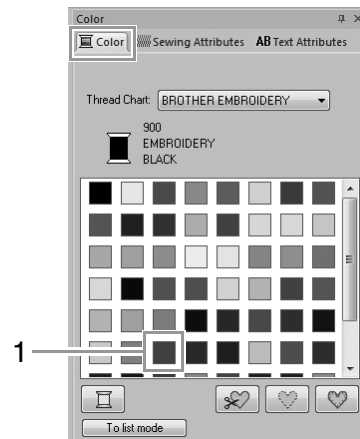 Color
Color Sewing Attributes AB Text Attributes
Thread Chart: BROTHER EMBROIDERY
900
EMBROIDERY
BLACK
1
To list mode